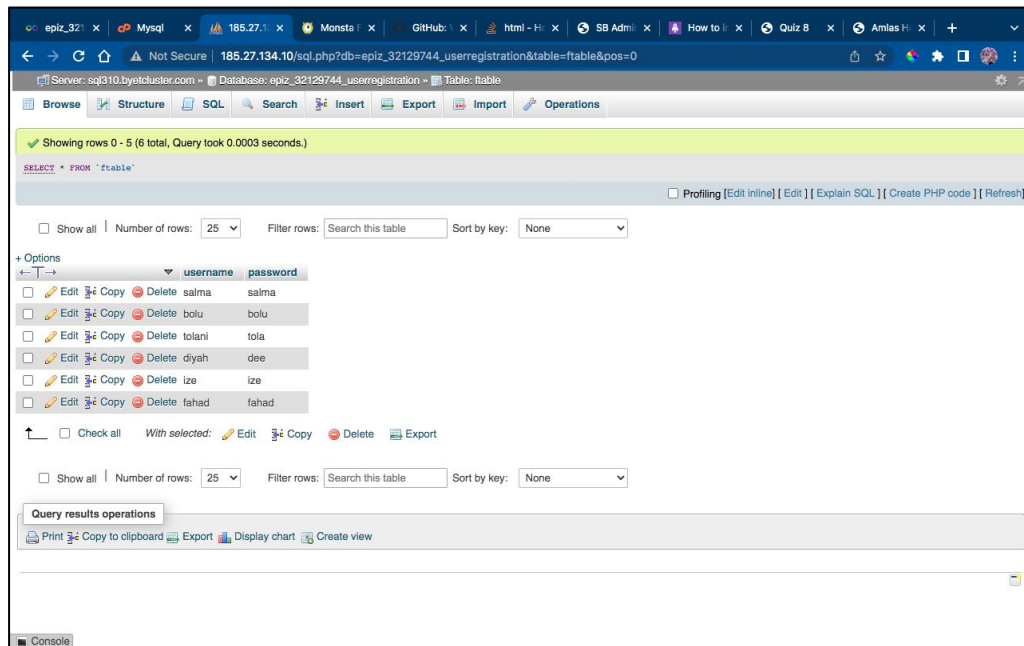 epiz_321 Mysql 185.27.1 Monsta F GitHub: html - Ho SB Admi How to i Quiz 8 Amlas Ho
Not Secure 185.27.134.10/sql.php?db=epiz_32129744_userregistration&table=ftable&pos=0
Server: sql310.byetcluster.com » Database: epiz_32129744_userregistration » Table: ftable
Browse Structure SQL Search Insert Export Import Operations
Showing rows 0 - 5 (6 total, Query took 0.0003 seconds.)
SELECT * FROM `ftable`
Profiling [Edit inline] [ Edit ] [ Explain SQL ] [ Create PHP code ] [ Refresh]
Show all | Number of rows: 25 Filter rows: Search this table Sort by key: None
+ Options
←T→ username password
Edit Copy Delete salma salma
Edit Copy Delete bolu bolu
Edit Copy Delete tolani tola
Edit Copy Delete diyah dee
Edit Copy Delete ize ize
Edit Copy Delete fahad fahad
Check all With selected: Edit Copy Delete Export
Show all | Number of rows: 25 Filter rows: Search this table Sort by key: None
Query results operations
Print Copy to clipboard Export Display chart Create view
Console